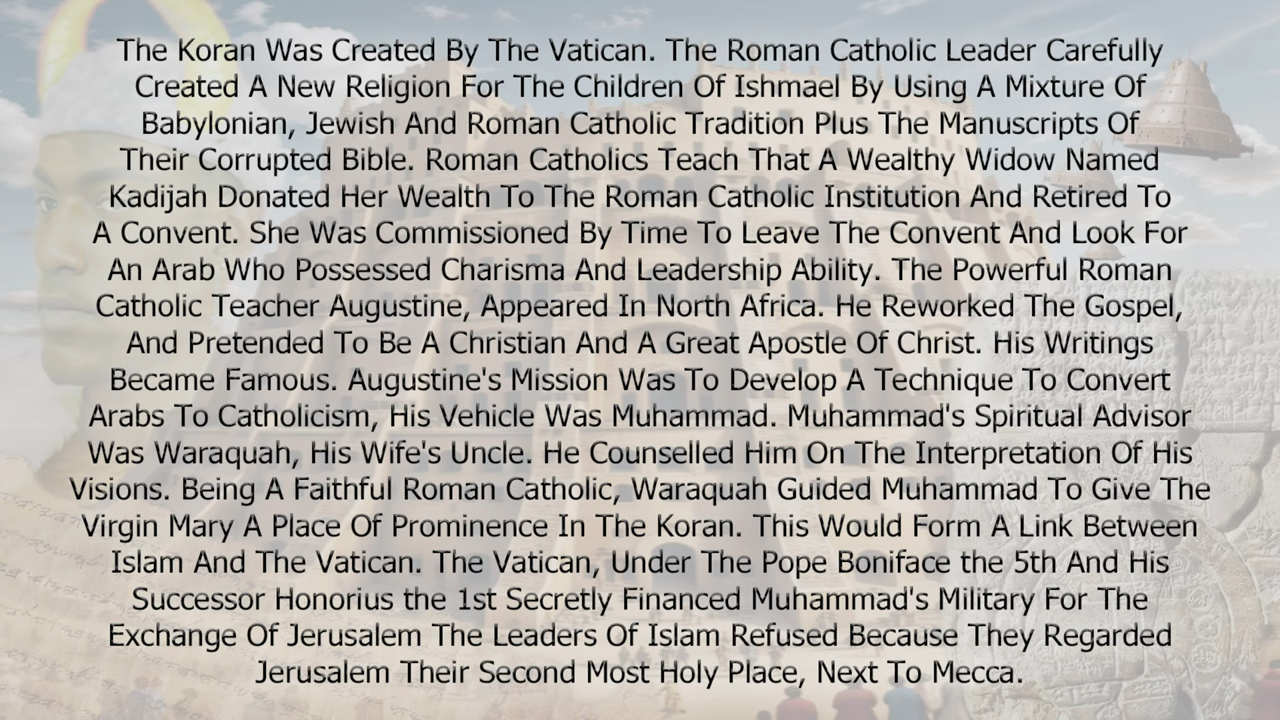 The Koran Was Created By The Vatican. The Roman Catholic Leader Carefully
Created A New Religion For The Children Of Ishmael By Using A Mixture Of
Babylonian, Jewish And Roman Catholic Tradition Plus The Manuscripts Of
Their Corrupted Bible. Roman Catholics Teach That A Wealthy Widow Named
Kadijah Donated Her Wealth To The Roman Catholic Institution And Retired To
A Convent. She Was Commissioned By Time To Leave The Convent And Look For
An Arab Who Possessed Charisma And Leadership Ability. The Powerful Roman
Catholic Teacher Augustine, Appeared In North Africa. He Reworked The Gospel,
And Pretended To Be A Christian And A Great Apostle Of Christ. His Writings
Became Famous. Augustine's Mission Was To Develop A Technique To Convert
Arabs To Catholicism, His Vehicle Was Muhammad. Muhammad's Spiritual Advisor
Was Waraquah, His Wife's Uncle. He Counselled Him On The Interpretation Of His
Visions. Being A Faithful Roman Catholic, Waraquah Guided Muhammad To Give The
Virgin Mary A Place Of Prominence In The Koran. This Would Form A Link Between
Islam And The Vatican. The Vatican, Under The Pope Boniface the 5th And His
Successor Honorius the 1st Secretly Financed Muhammad's Military For The
Exchange Of Jerusalem The Leaders Of Islam Refused Because They Regarded
Jerusalem Their Second Most Holy Place, Next To Mecca.